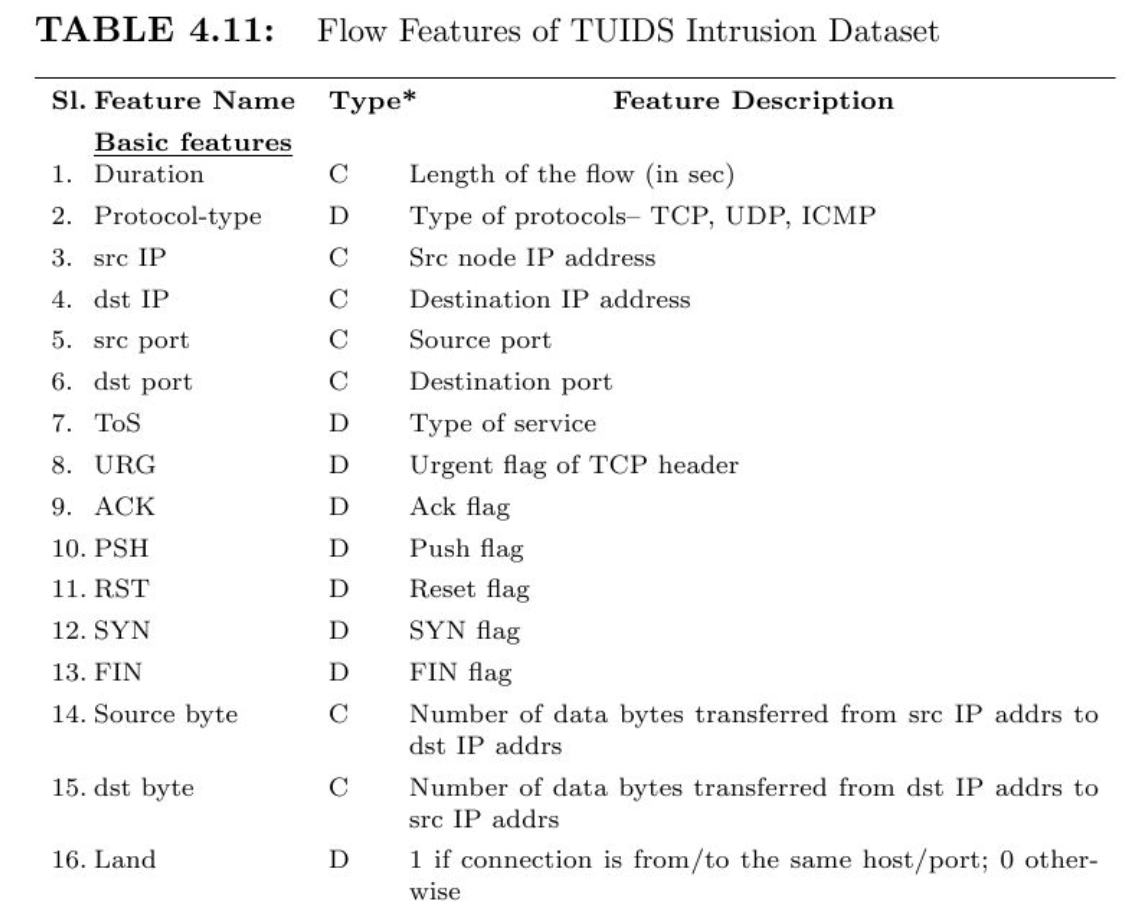 TABLE 4.11: Flow Features of TUIDS Intrusion Dataset
Sl. Feature Name Type* Feature Description
Basic features
1. Duration C Length of the flow (in sec)
2. Protocol-type D Type of protocols– TCP, UDP, ICMP
3. src IP C Src node IP address
4. dst IP C Destination IP address
5. src port C Source port
6. dst port C Destination port
7. ToS D Type of service
8. URG D Urgent flag of TCP header
9. ACK D Ack flag
10. PSH D Push flag
11. RST D Reset flag
12. SYN D SYN flag
13. FIN D FIN flag
14. Source byte C Number of data bytes transferred from src IP addrs to
dst IP addrs
15. dst byte C Number of data bytes transferred from dst IP addrs to
src IP addrs
16. Land D 1 if connection is from/to the same host/port; 0 other-
wise